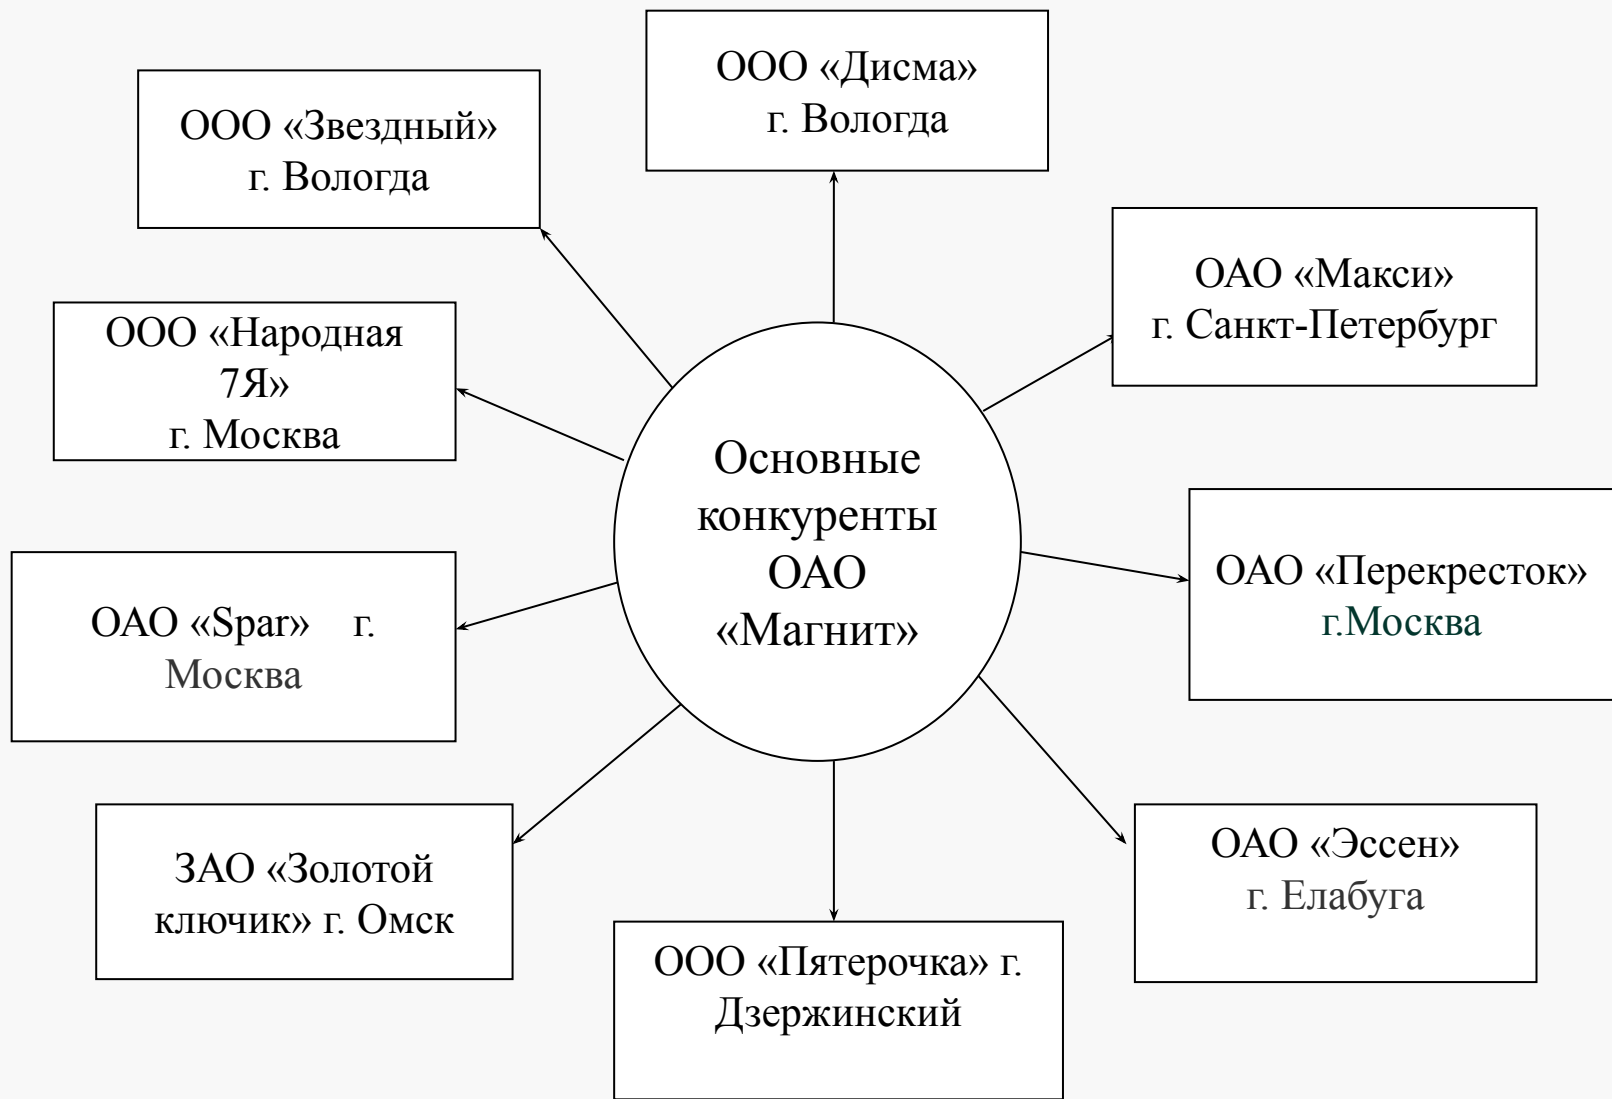 ООО «Дисма»
г. Вологда
ООО «Звездный»
г. Вологда
ОАО «Макси»
г. Санкт-Петербург
ООО «Народная
7Я»
г. Москва
Основные
конкуренты
ОАО
«Магнит»
ОАО «Перекресток»
г.Москва
ОАО «Spar» г.
Москва
ЗАО «Золотой
ключик» г. Омск
ОАО «Эссен»
г. Елабуга
ООО «Пятерочка» г.
Дзержинский